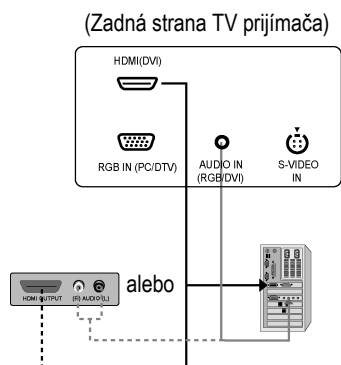 (Zadná strana TV prijímača)
HDMI(DVI)
RGB IN (PC/DTV)
AUDIO IN
(RGB/DVI)
S-VIDEO
IN
alebo
HDMI OUTPUT
(R) AUDIO (L)